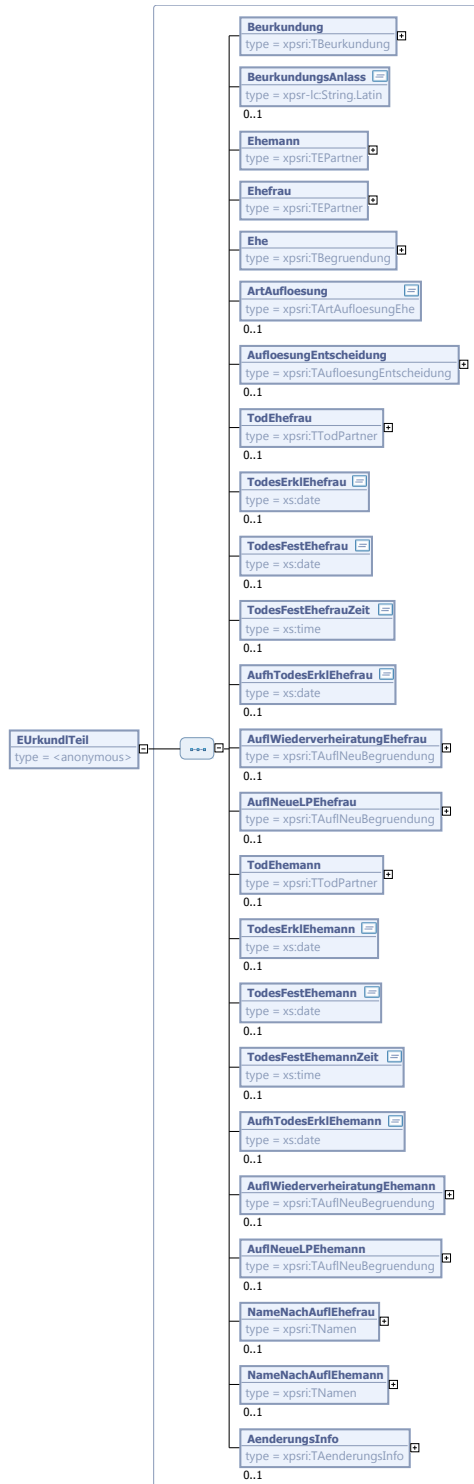 Beurkundung
type = xpsri:TBeurkundung
BeurkundungsAnlass
type = xpsr-lc:String.Latin
0..1
Ehemann
type = xpsri:TEPartner
Ehefrau
type = xpsri:TEPartner
Ehe
type = xpsri:TBegruendung
ArtAufloesung
type = xpsri:TArtAufloesungEhe
0..1
AufloesungEntscheidung
type = xpsri:TAufloesungEntscheidung
0..1
TodEhefrau
type = xpsri:TTodPartner
0..1
TodesErklEhefrau
type = xs:date
0..1
TodesFestEhefrau
type = xs:date
0..1
TodesFestEhefrauZeit
type = xs:time
0..1
AufhTodesErklEhefrau
type = xs:date
0..1
EUrkundlTeil
type = <anonymous>
AuflWiederverheiratungEhefrau
type = xpsri:TAuflNeuBegruendung
0..1
AuflNeueLPEhefrau
type = xpsri:TAuflNeuBegruendung
0..1
TodEhemann
type = xpsri:TTodPartner
0..1
TodesErklEhemann
type = xs:date
0..1
TodesFestEhemann
type = xs:date
0..1
TodesFestEhemannZeit
type = xs:time
0..1
AufhTodesErklEhemann
type = xs:date
0..1
AuflWiederverheiratungEhemann
type = xpsri:TAuflNeuBegruendung
0..1
AuflNeueLPEhemann
type = xpsri:TAuflNeuBegruendung
0..1
NameNachAuflEhefrau
type = xpsri:TNamen
0..1
NameNachAuflEhemann
type = xpsri:TNamen
0..1
AenderungsInfo
type = xpsri:TAenderungsInfo
0..1